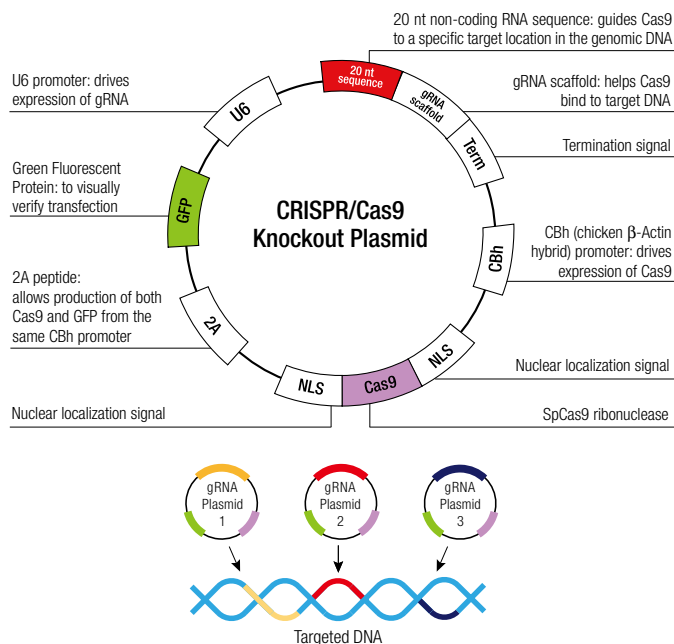 20 nt non-coding RNA sequence: guides Cas9
to a specific target location in the genomic DNA
U6 promoter: drives
expression of gRNA
gRNA scaffold: helps Cas9
bind to target DNA
Termination signal
Green Fluorescent
Protein: to visually
verify transfection
CBh (chicken β-Actin
hybrid) promoter: drives
expression of Cas9
2A peptide:
allows production of both
Cas9 and GFP from the
same CBh promoter
Nuclear localization signal
Nuclear localization signal
SpCas9 ribonuclease
20 nt
sequence
gRNA
scaffold
Term
CBh
NLS
Cas9
NLS
2A
GFP
U6
CRISPR/Cas9
Knockout Plasmid
gRNA
Plasmid
1
gRNA
Plasmid
2
gRNA
Plasmid
3
Targeted DNA